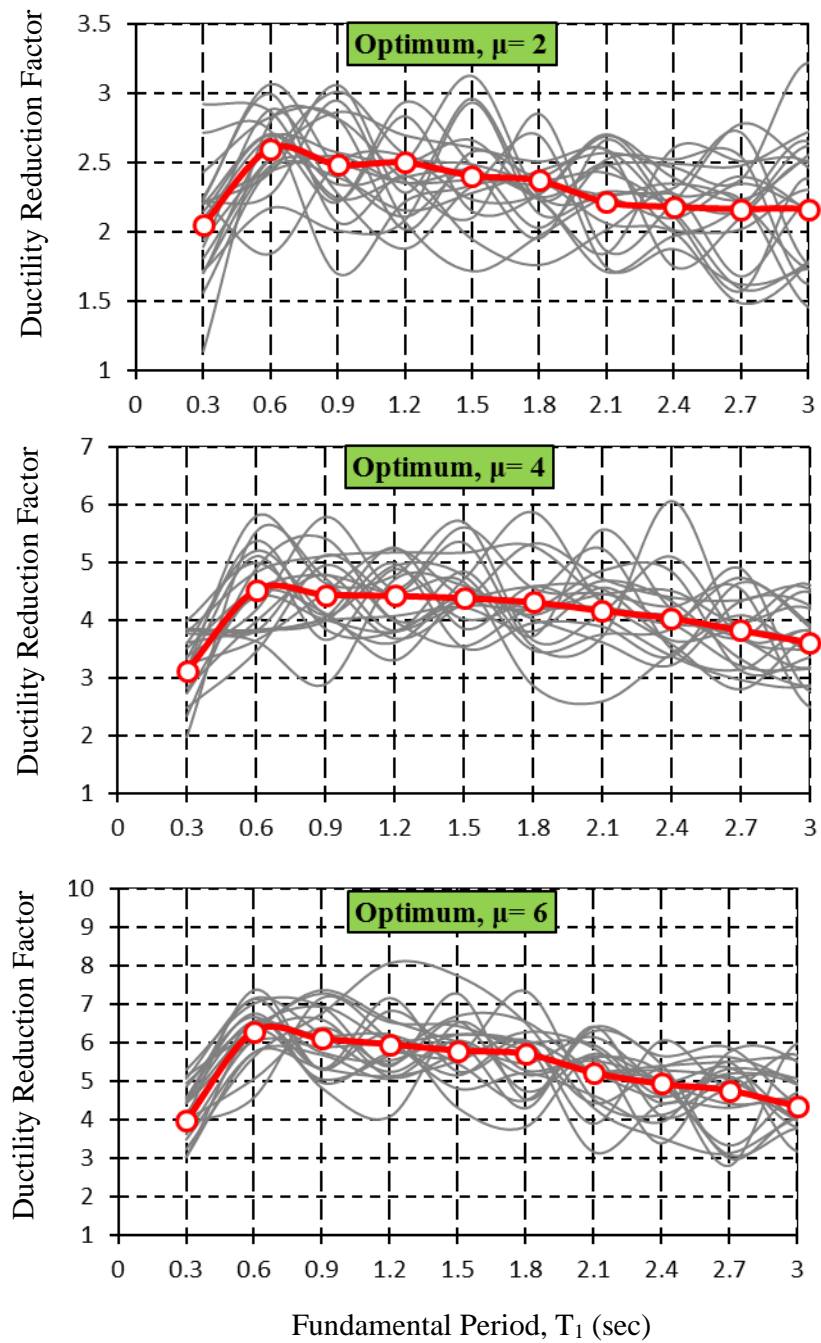 Optimum, μ= 2
Ductility Reduction Factor
3.5
3
2.5
2
1.5
1
0 0.3 0.6 0.9 1.2 1.5 1.8 2.1 2.4 2.7 3
Optimum, μ= 4
Ductility Reduction Factor
7
6
5
4
3
2
1
0 0.3 0.6 0.9 1.2 1.5 1.8 2.1 2.4 2.7 3
Optimum, μ= 6
Ductility Reduction Factor
10
9
8
7
6
5
4
3
2
1
0 0.3 0.6 0.9 1.2 1.5 1.8 2.1 2.4 2.7 3
Fundamental Period, T₁ (sec)